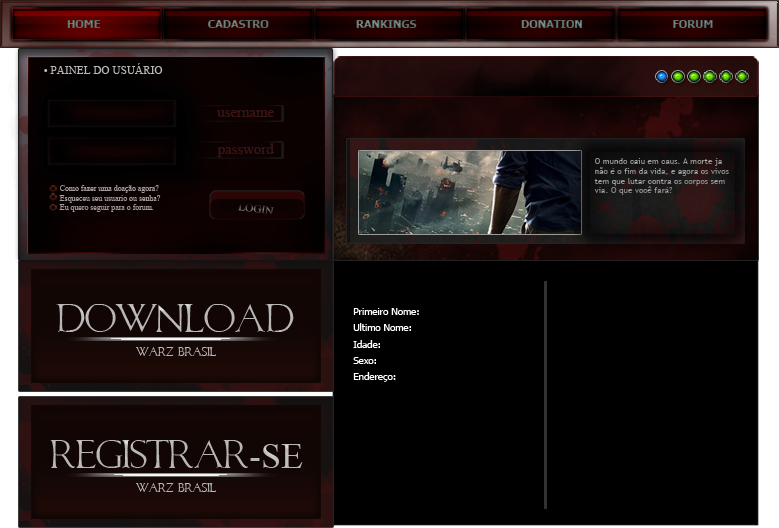 HOME
CADASTRO
RANKINGS
DONATION
FORUM
• PAINEL DO USUÁRIO
username
password
Como fazer uma doação agora?
Esqueceu seu usuario ou senha?
Eu quero seguir para o forum.
LOGIN
O mundo caiu em caus. A morte ja
não é o fim da vida, e agora os vivos
tem que lutar contra os corpos sem
via. O que você fará?
DOWNLOAD
WARZ BRASIL
REGISTRAR-SE
WARZ BRASIL
Primeiro Nome:
Ultimo Nome:
Idade:
Sexo:
Endereço: